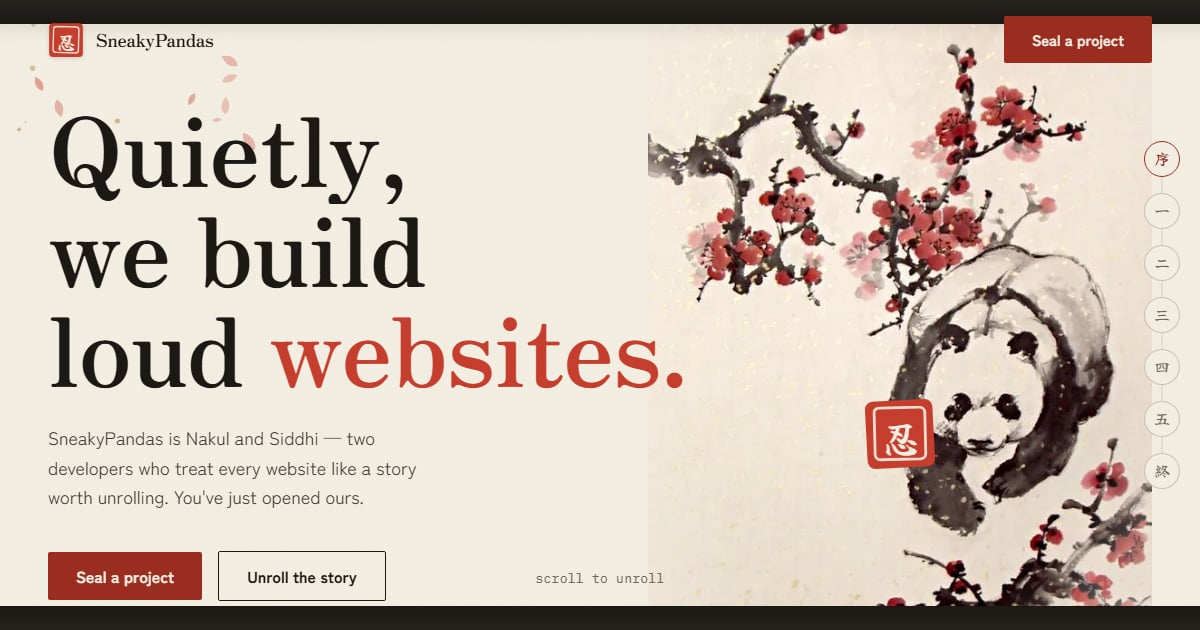 忍 SneakyPandas
Seal a project
Quietly,
we build
loud websites.
SneakyPandas is Nakul and Siddhi — two
developers who treat every website like a story
worth unrolling. You've just opened ours.
Seal a project
Unroll the story
scroll to unroll
忍
序
一
二
三
四
五
終